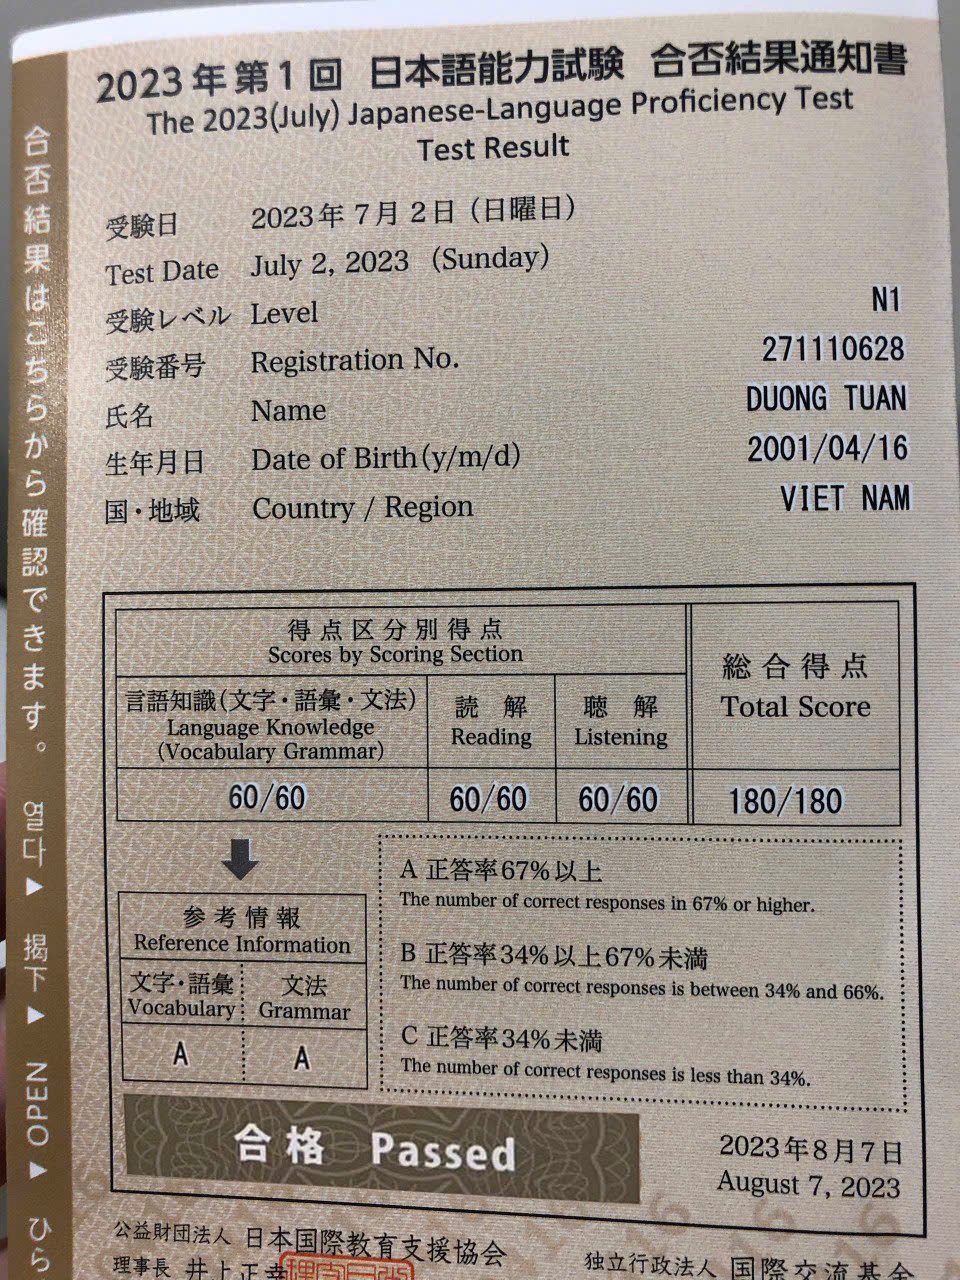 2023年第1回 日本語能力試験 合否結果通知書
The 2023(July) Japanese-Language Proficiency Test
Test Result
受験日 2023年7月2日（日曜日）
Test Date July 2, 2023 (Sunday)
受験レベル Level N1
受験番号 Registration No. 271110628
氏名 Name DUONG TUAN
生年月日 Date of Birth(y/m/d) 2001/04/16
国・地域 Country / Region VIET NAM
得点区分別得点
Scores by Scoring Section
総合得点
Total Score
言語知識(文字・語彙・文法)
Language Knowledge
(Vocabulary Grammar)
読解
Reading
聴解
Listening
60/60 60/60 60/60 180/180
参考情報
Reference Information
文字・語彙
Vocabulary
文法
Grammar
A A
A 正答率67%以上
The number of correct responses in 67% or higher.
B 正答率34%以上67%未満
The number of correct responses is between 34% and 66%.
C 正答率34%未満
The number of correct responses is less than 34%.
合格 Passed
2023年8月7日
August 7, 2023
公益財団法人 日本国際教育支援協会
理事長 井上正幸
独立行政法人 国際交流基金
合否結果はこちらから確認できます。 열다▶ 揭下▶ OPEN▶ ひら